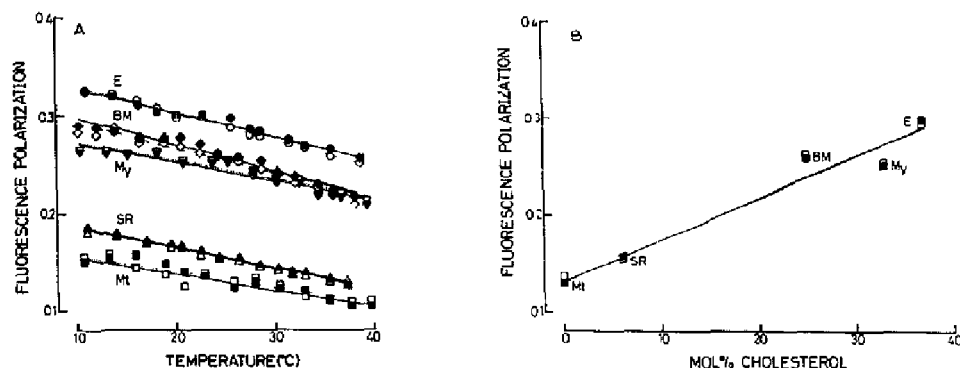 A
0.4
0.3
0.2
0.1
FLUORESCENCE POLARIZATION
E
BM
My
SR
Mt
10
20
30
40
TEMPERATURE(°C)
B
0.4
0.3
0.2
0.1
FLUORESCENCE POLARIZATION
E
BM
My
SR
Mt
0
10
20
30
40
MOL% CHOLESTEROL